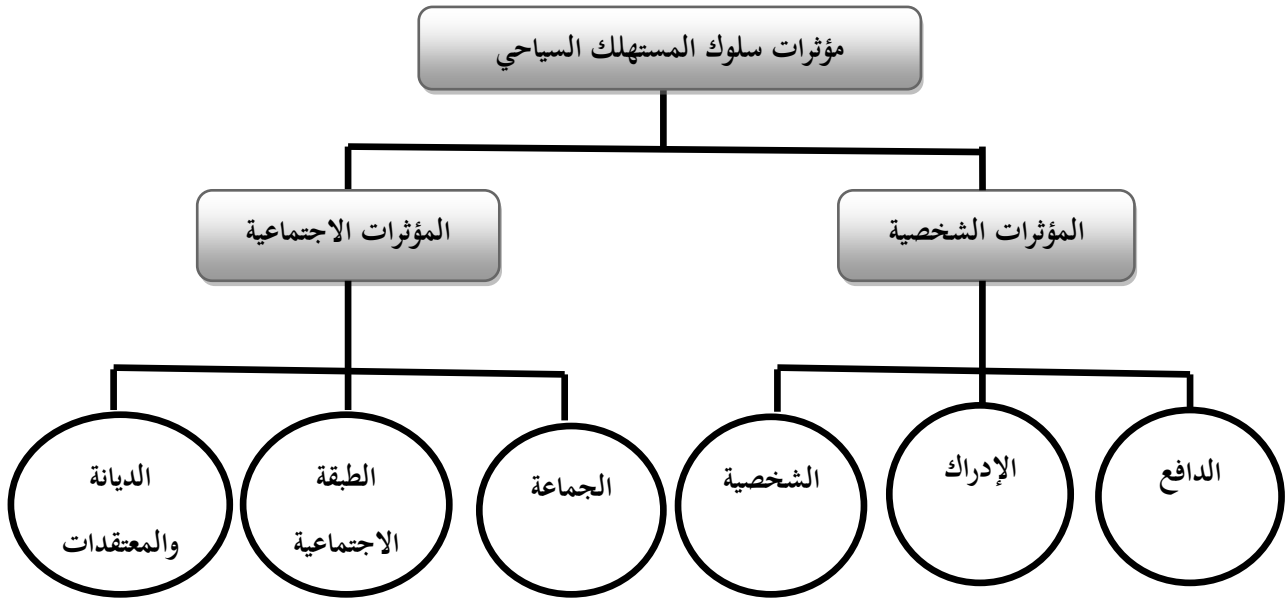 مؤثرات سلوك المستهلك السياحي
المؤثرات الشخصية
المؤثرات الاجتماعية
الدافع
الإدراك
الشخصية
الجماعة
الطبقة
الاجتماعية
الديانة
والمعتقدات